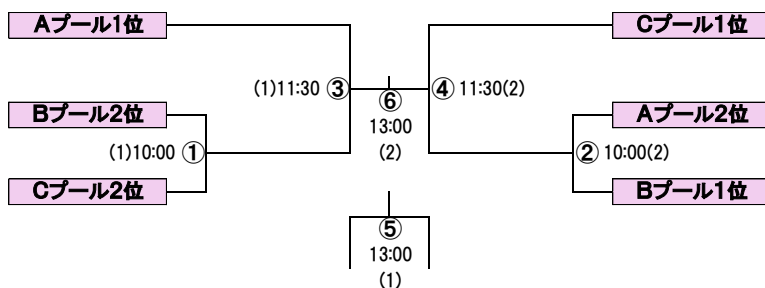 Aプール1位
Cプール1位
(1)11:30 ③
④ 11:30(2)
⑥
13:00
(2)
Bプール2位
Aプール2位
(1)10:00 ①
② 10:00(2)
Cプール2位
Bプール1位
⑤
13:00
(1)